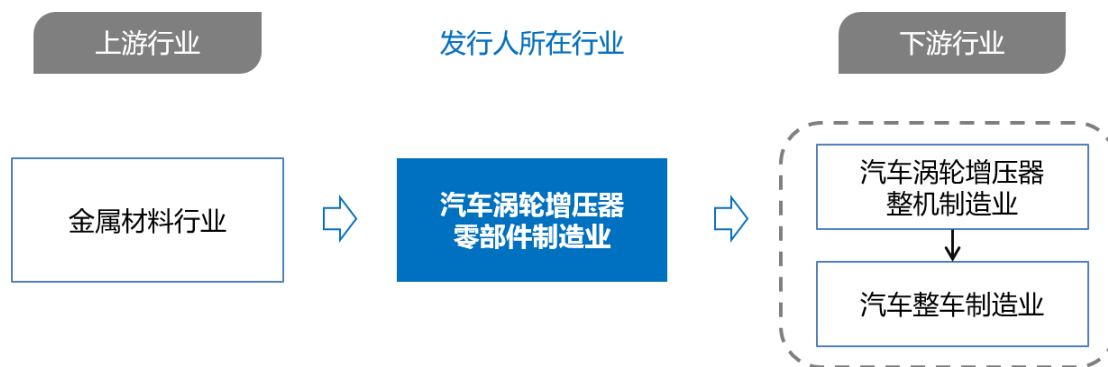 上游行业
发行人所在行业
下游行业
金属材料行业
汽车涡轮增压器
零部件制造业
汽车涡轮增压器
整机制造业
汽车整车制造业